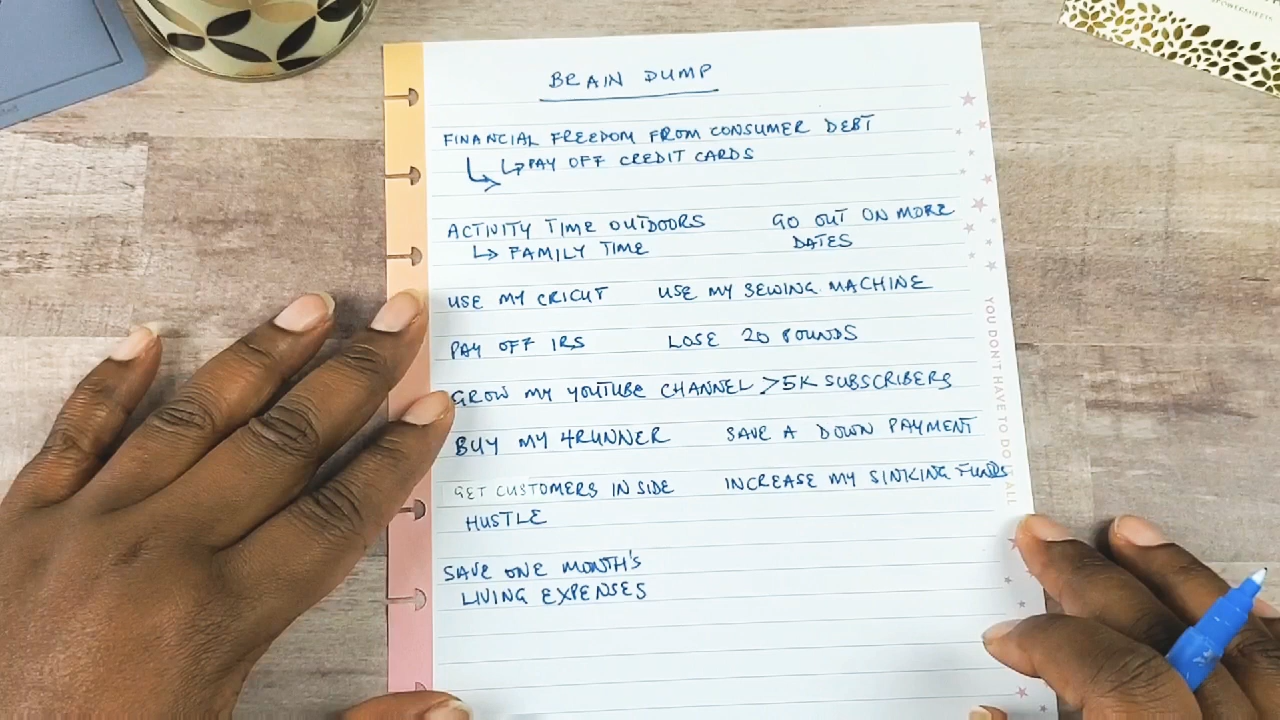 POWERSHEETS
BRAIN DUMP
FINANCIAL FREEDOM FROM CONSUMER DEBT
↳ ↳ PAY OFF CREDIT CARDS
ACTIVITY TIME OUTDOORS GO OUT ON MORE
↳ FAMILY TIME DATES
USE MY CRICUT USE MY SEWING MACHINE
PAY OFF IRS LOSE 20 POUNDS
GROW MY YOUTUBE CHANNEL >5K SUBSCRIBERS
BUY MY 4RUNNER SAVE A DOWN PAYMENT
GET CUSTOMERS IN SIDE INCREASE MY SINKING FUNDS
HUSTLE
SAVE ONE MONTH'S
LIVING EXPENSES
YOU DON'T HAVE TO DO IT ALL